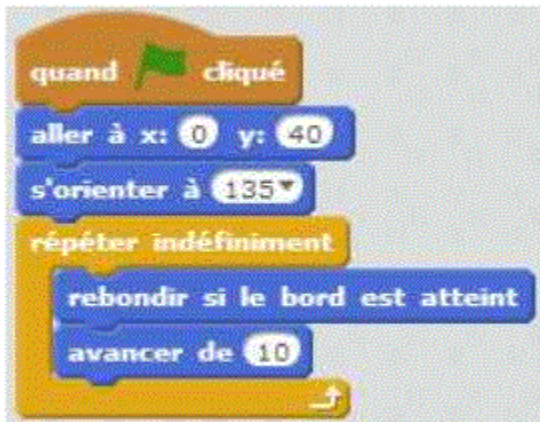 quand cliqué
aller à x: 0 y: 40
s'orienter à 135
répéter indéfiniment
rebondir si le bord est atteint
avancer de 10